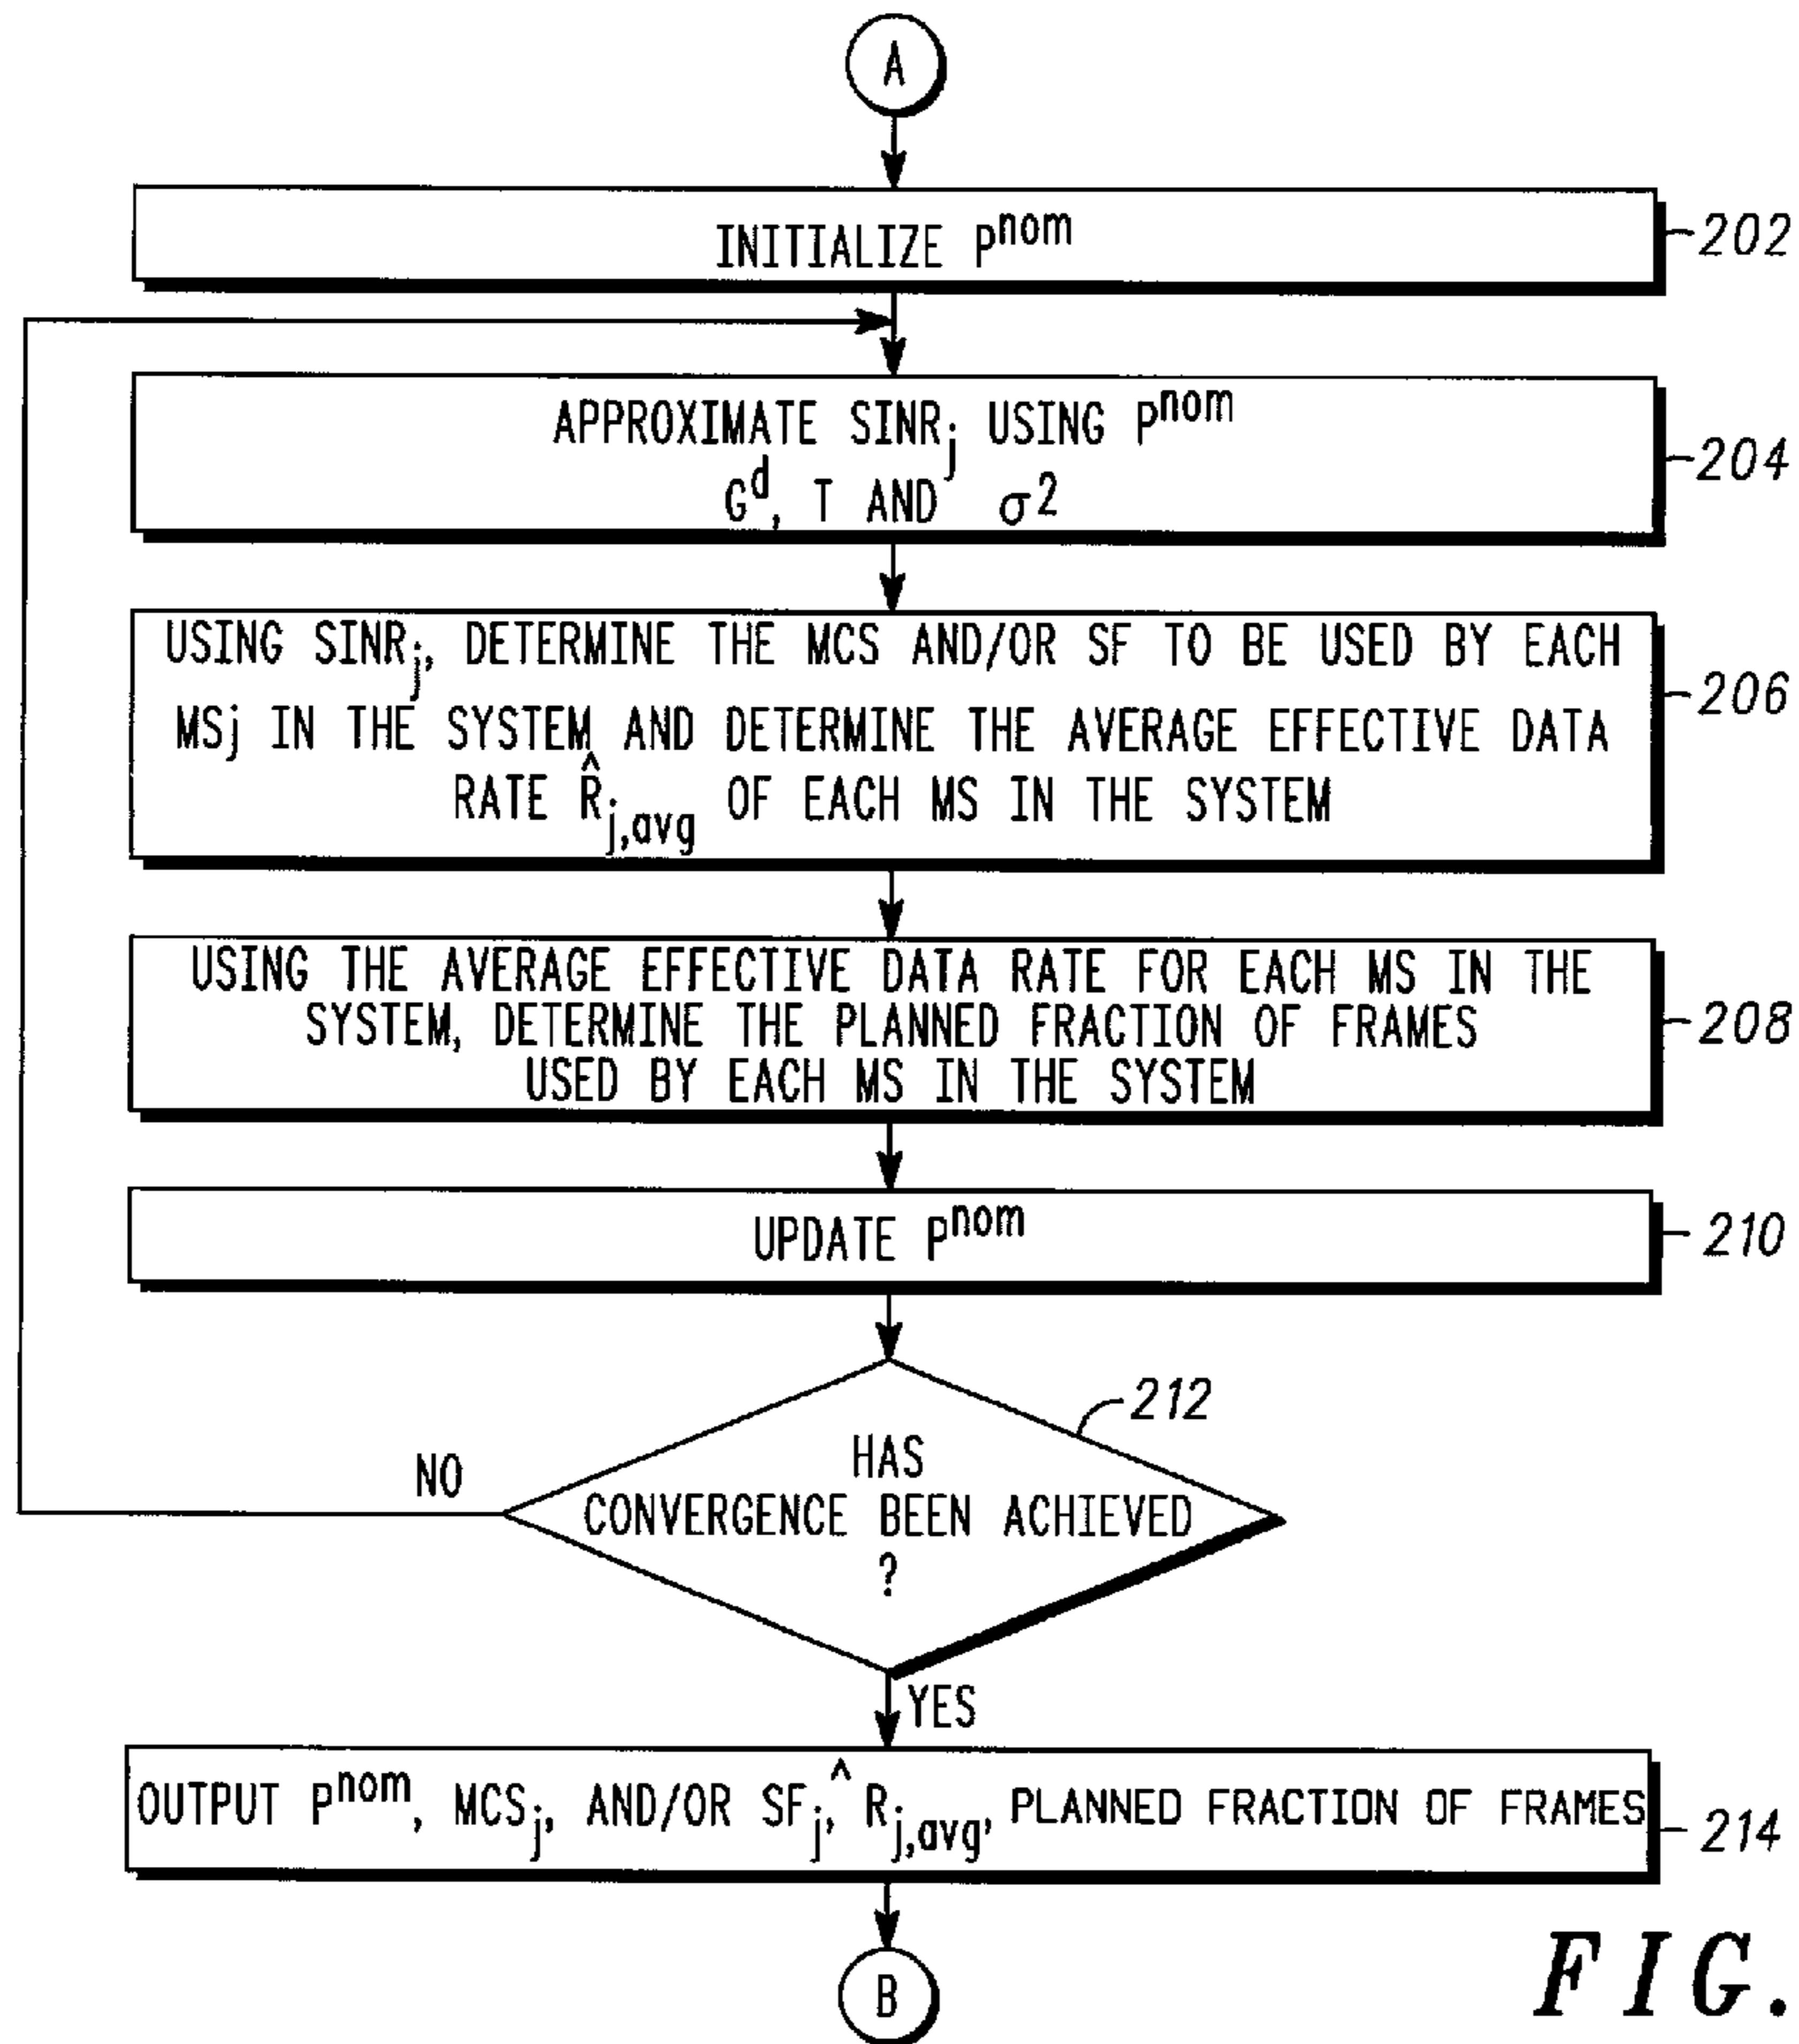 A
INITIALIZE P^nom
202
APPROXIMATE SINR_j USING P^nom
G^d, T AND σ^2
204
USING SINR_j, DETERMINE THE MCS AND/OR SF TO BE USED BY EACH
MSj IN THE SYSTEM AND DETERMINE THE AVERAGE EFFECTIVE DATA
RATE R̂_j,avg OF EACH MS IN THE SYSTEM
206
USING THE AVERAGE EFFECTIVE DATA RATE FOR EACH MS IN THE
SYSTEM, DETERMINE THE PLANNED FRACTION OF FRAMES
USED BY EACH MS IN THE SYSTEM
208
UPDATE P^nom
210
212
HAS
CONVERGENCE BEEN ACHIEVED
?
NO
YES
OUTPUT P^nom, MCS_j, AND/OR SF_j, R̂_j,avg, PLANNED FRACTION OF FRAMES
214
B
FIG.